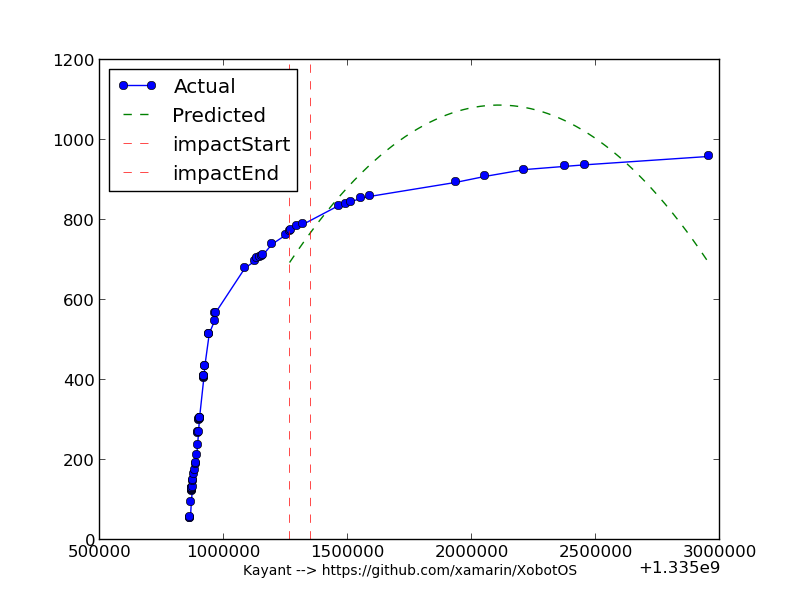 1200
1000
800
600
400
200
0
Actual
Predicted
impactStart
impactEnd
500000 1000000 1500000 2000000 2500000 3000000
+1.335e9
Kayant --> https://github.com/xamarin/XobotOS